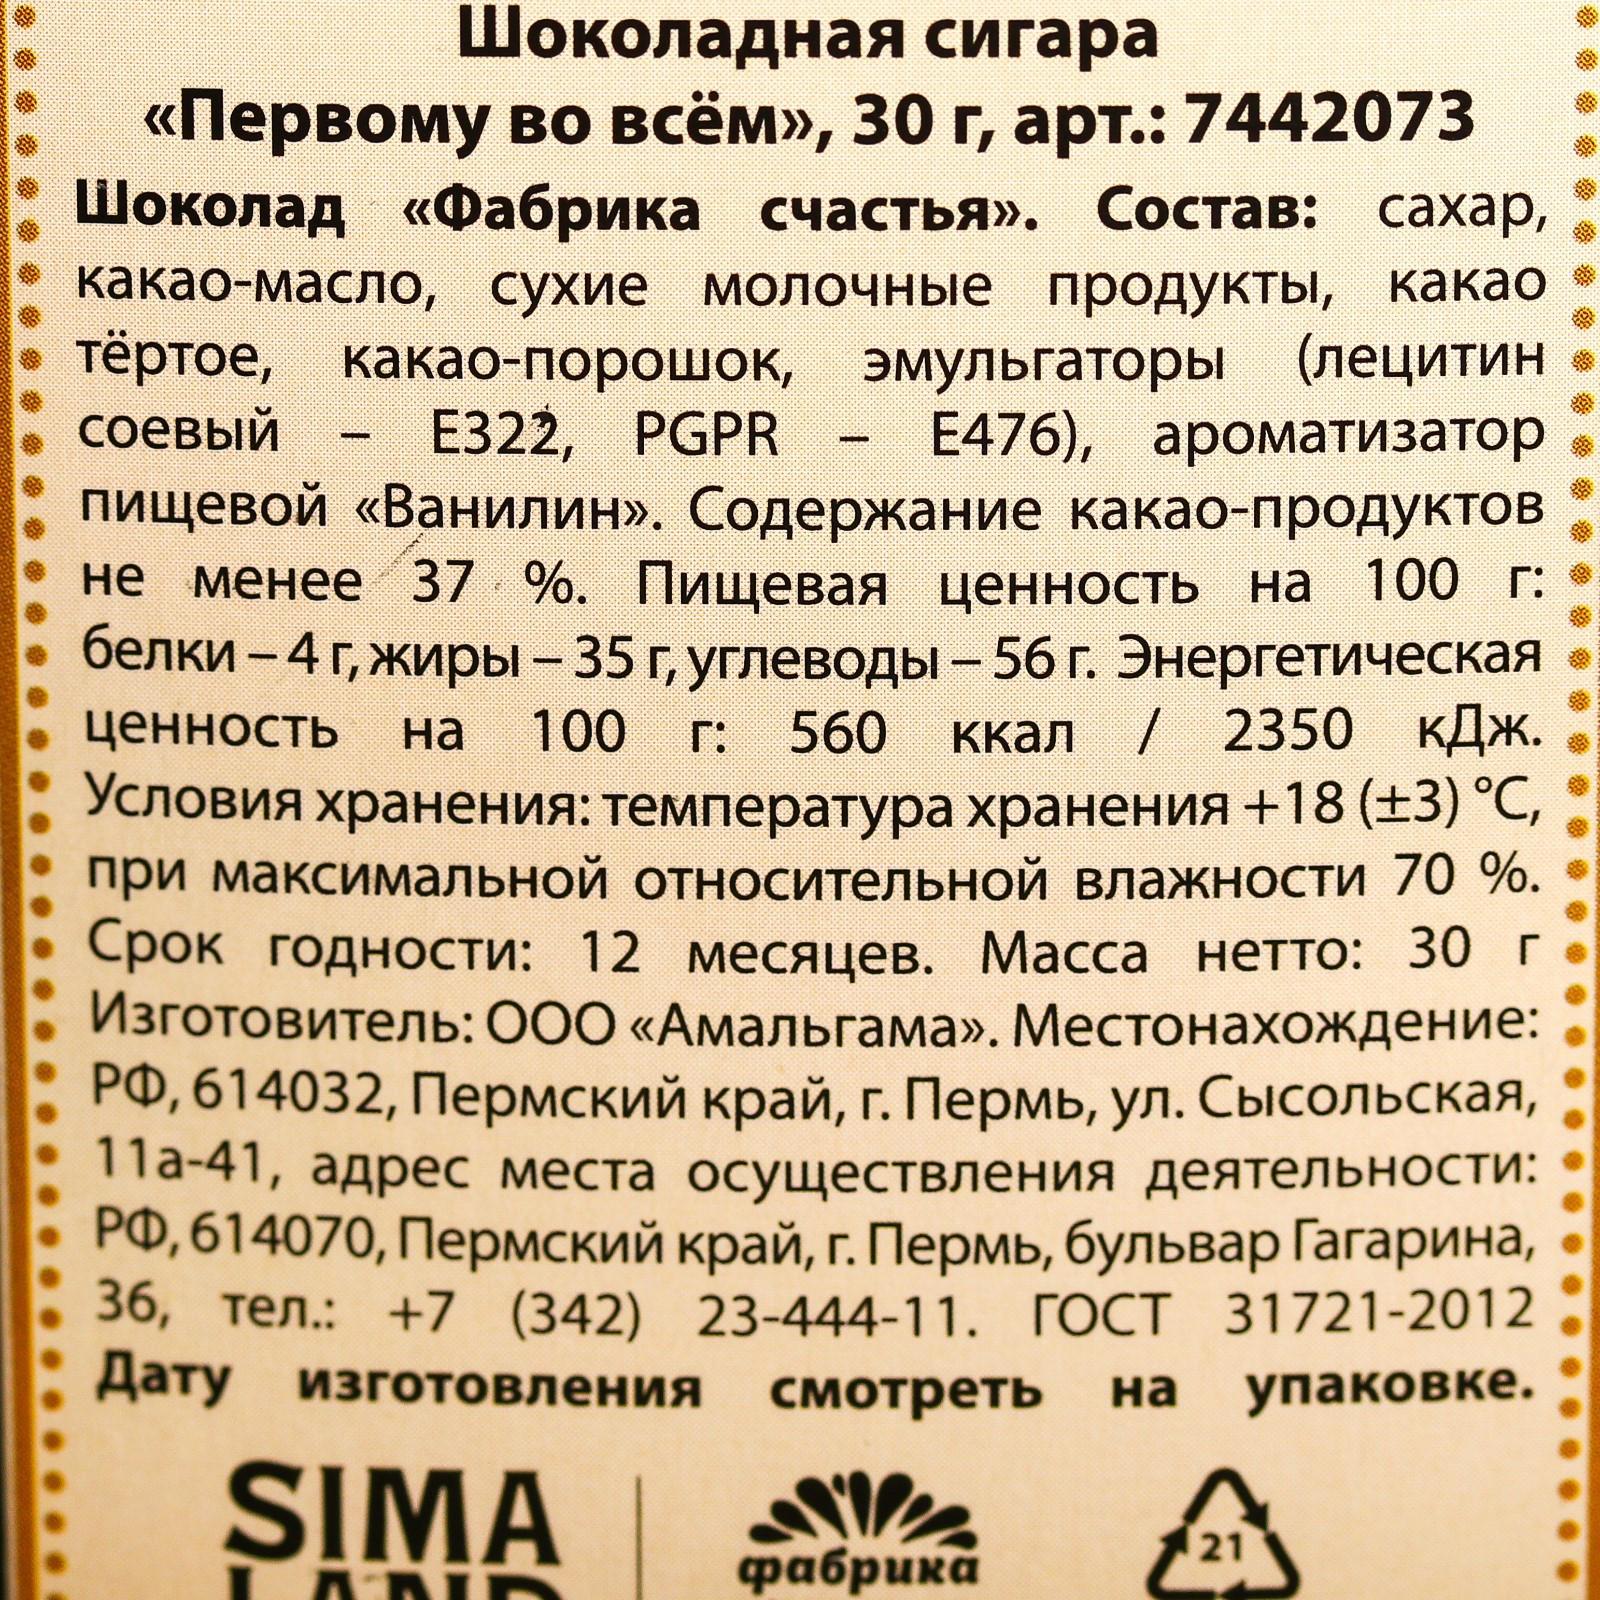 Шоколадная сигара
«Первому во всём», 30 г, арт.: 7442073
Шоколад «Фабрика счастья». Состав: сахар,
какао-масло, сухие молочные продукты, какао
тёртое, какао-порошок, эмульгаторы (лецитин
соевый – Е322, PGPR – Е476), ароматизатор
пищевой «Ванилин». Содержание какао-продуктов
не менее 37 %. Пищевая ценность на 100 г:
белки – 4 г, жиры – 35 г, углеводы – 56 г. Энергетическая
ценность на 100 г: 560 ккал / 2350 кДж.
Условия хранения: температура хранения +18 (±3) °С,
при максимальной относительной влажности 70 %.
Срок годности: 12 месяцев. Масса нетто: 30 г
Изготовитель: ООО «Амальгама». Местонахождение:
РФ, 614032, Пермский край, г. Пермь, ул. Сысольская,
11а-41, адрес места осуществления деятельности:
РФ, 614070, Пермский край, г. Пермь, бульвар Гагарина,
36, тел.: +7 (342) 23-444-11. ГОСТ 31721-2012
Дату изготовления смотреть на упаковке.
SIMA
LAND
фабрика
21